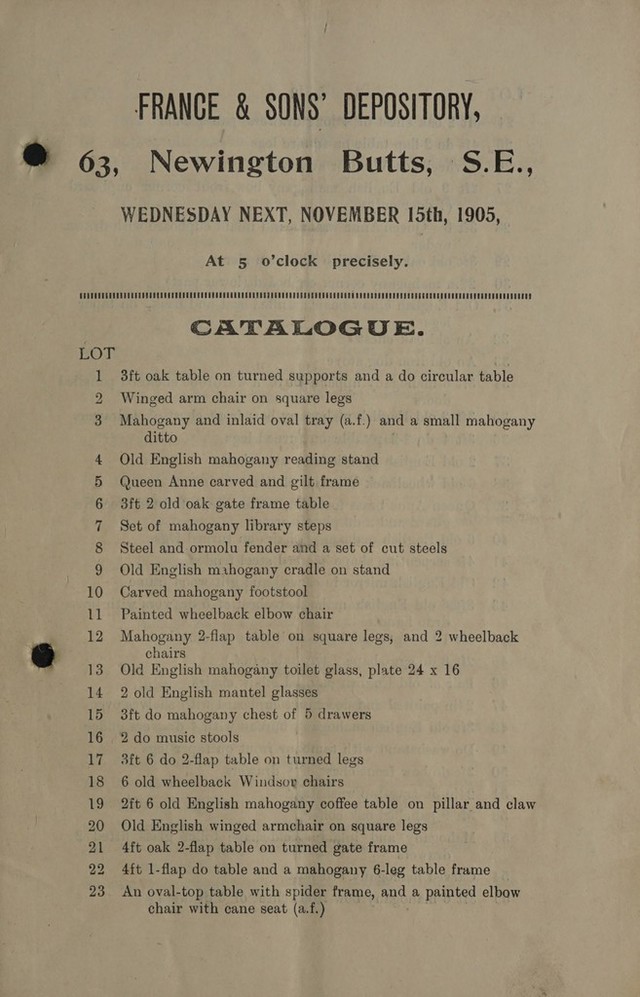 FRANCE & SONS' DEPOSITORY,
63, Newington Butts, S.E.,
WEDNESDAY NEXT, NOVEMBER 15th, 1905,
At 5 o'clock precisely.
CATALOGUE.
LOT
1 3ft oak table on turned supports and a do circular table
2 Winged arm chair on square legs
3 Mahogany and inlaid oval tray (a.f.) and a small mahogany
ditto
4 Old English mahogany reading stand
5 Queen Anne carved and gilt frame
6 3ft 2 old oak gate frame table
7 Set of mahogany library steps
8 Steel and ormolu fender and a set of cut steels
9 Old English mahogany cradle on stand
10 Carved mahogany footstool
11 Painted wheelback elbow chair
12 Mahogany 2-flap table on square legs, and 2 wheelback
chairs
13 Old English mahogany toilet glass, plate 24 x 16
14 2 old English mantel glasses
15 3ft do mahogany chest of 5 drawers
16 2 do music stools
17 3ft 6 do 2-flap table on turned legs
18 6 old wheelback Windsor chairs
19 2ft 6 old English mahogany coffee table on pillar and claw
20 Old English winged armchair on square legs
21 4ft oak 2-flap table on turned gate frame
22 4ft 1-flap do table and a mahogany 6-leg table frame
23 An oval-top table with spider frame, and a painted elbow
chair with cane seat (a.f.)